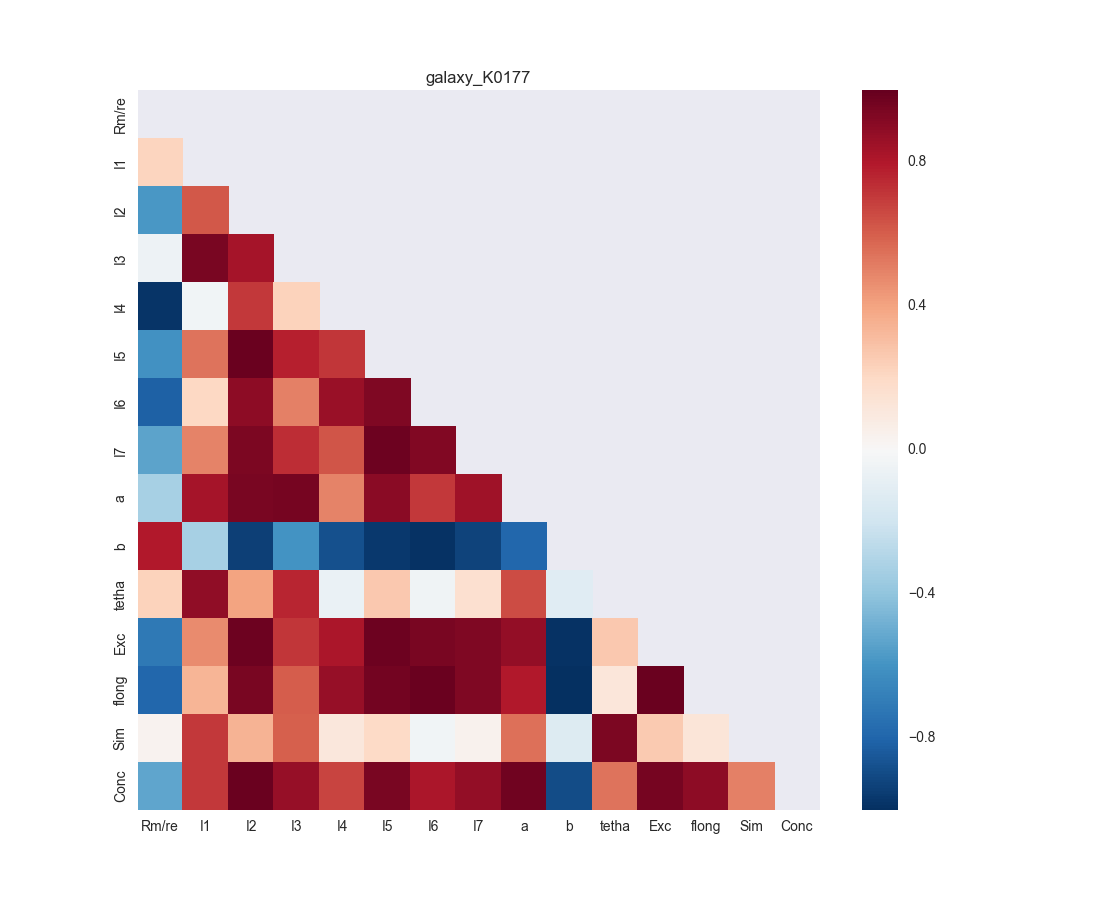 galaxy_K0177
Rm/re
I1
I2
I3
I4
I5
I6
I7
a
b
tetha
Exc
flong
Sim
Conc
Rm/re I1 I2 I3 I4 I5 I6 I7 a b tetha Exc flong Sim Conc
0.8
0.4
0.0
−0.4
−0.8